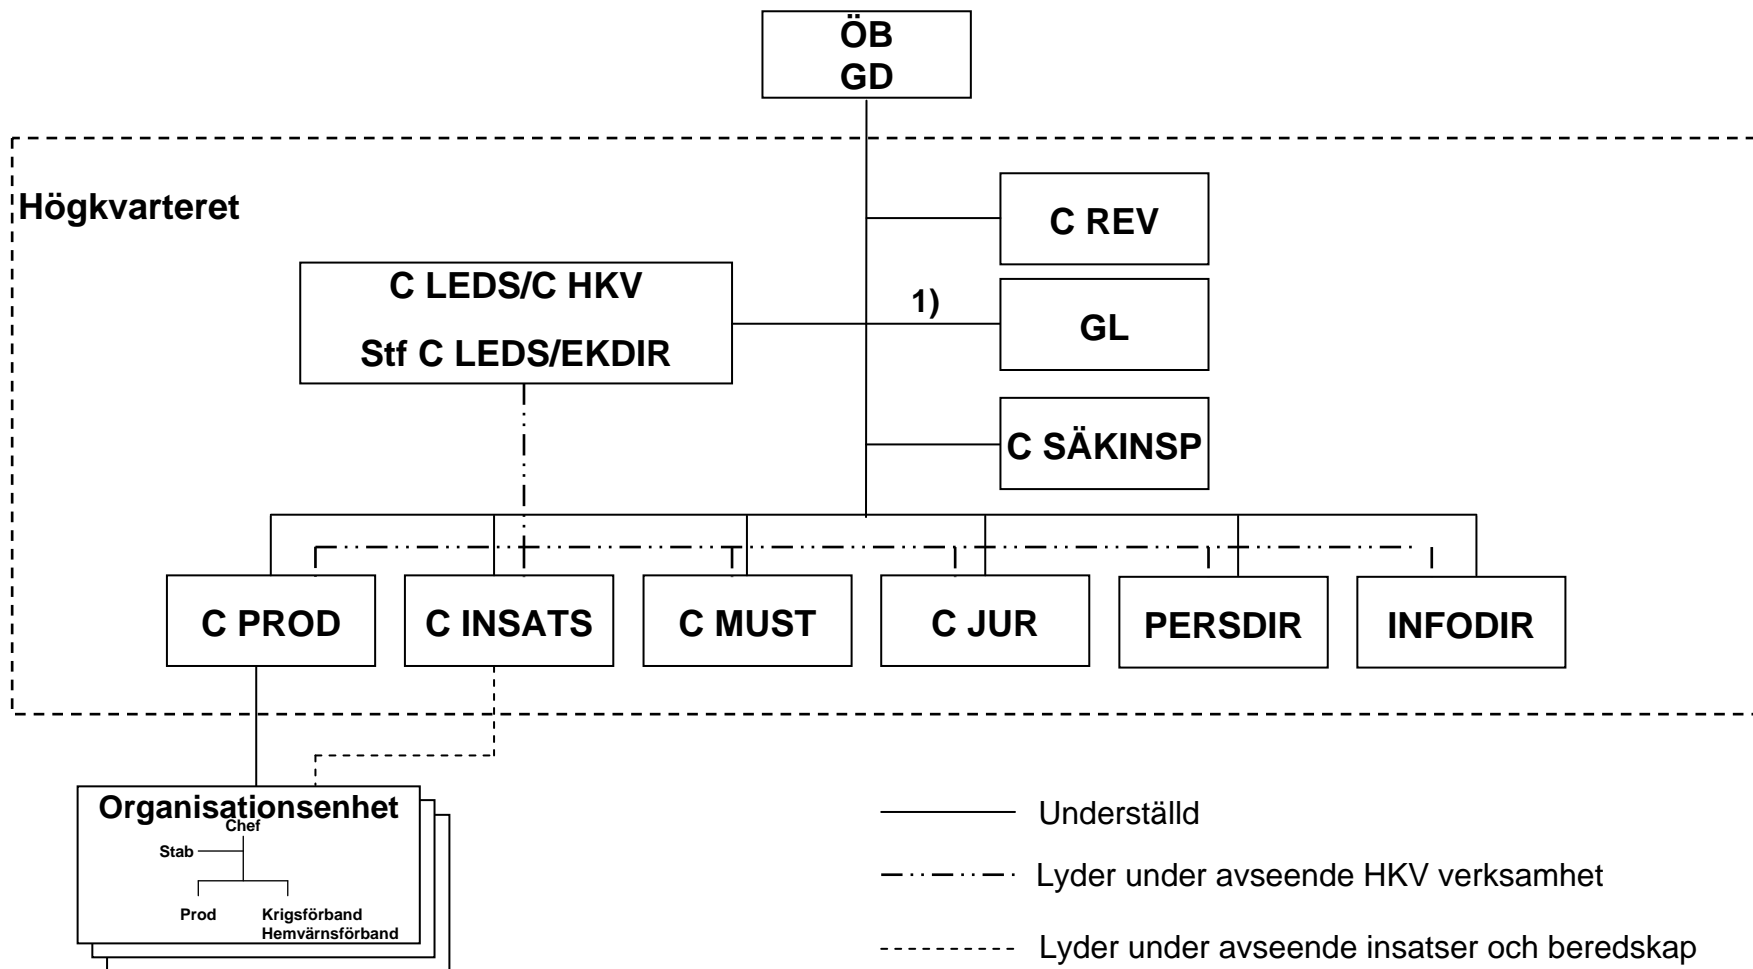 ÖB
GD
Högkvarteret
C REV
C LEDS/C HKV
Stf C LEDS/EKDIR
1)
GL
C SÄKINSP
C PROD
C INSATS
C MUST
C JUR
PERSDIR
INFODIR
Organisationsenhet
Chef
Stab
Prod
Krigsförband
Hemvärnsförband
Underställd
Lyder under avseende HKV verksamhet
Lyder under avseende insatser och beredskap